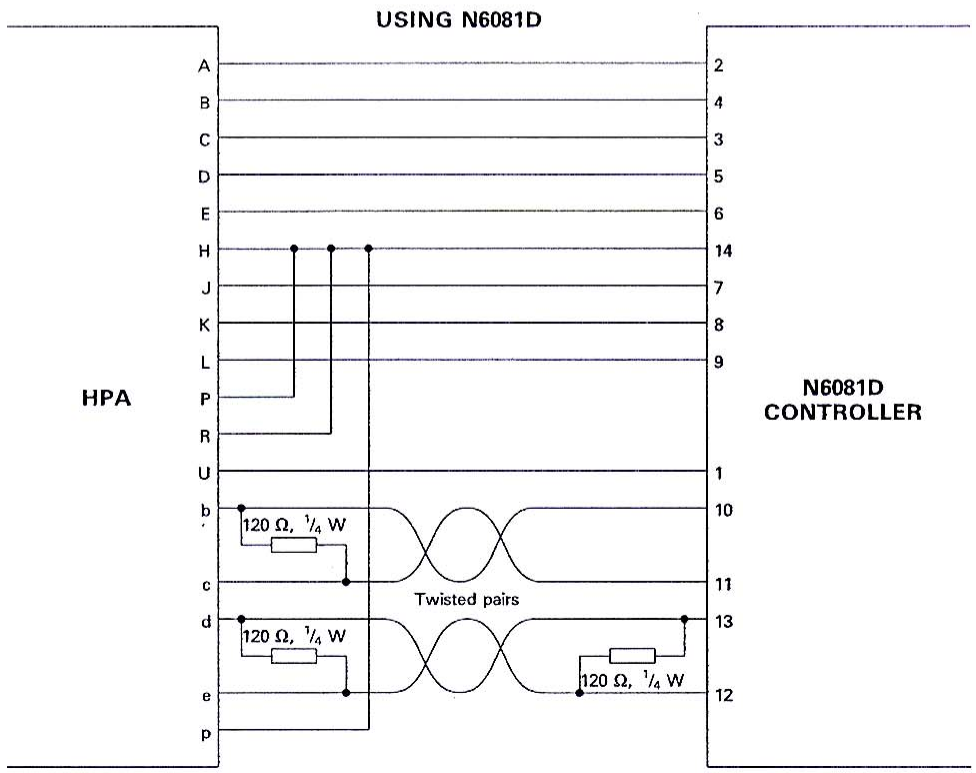 USING N6081D
A 2
B 4
C 3
D 5
E 6
H 14
J 7
K 8
L 9
P
HPA
N6081D
CONTROLLER
R
U 1
b 10
120 Ω, 1/4 W
c 11
Twisted pairs
d 13
120 Ω, 1/4 W
120 Ω, 1/4 W
e 12
p